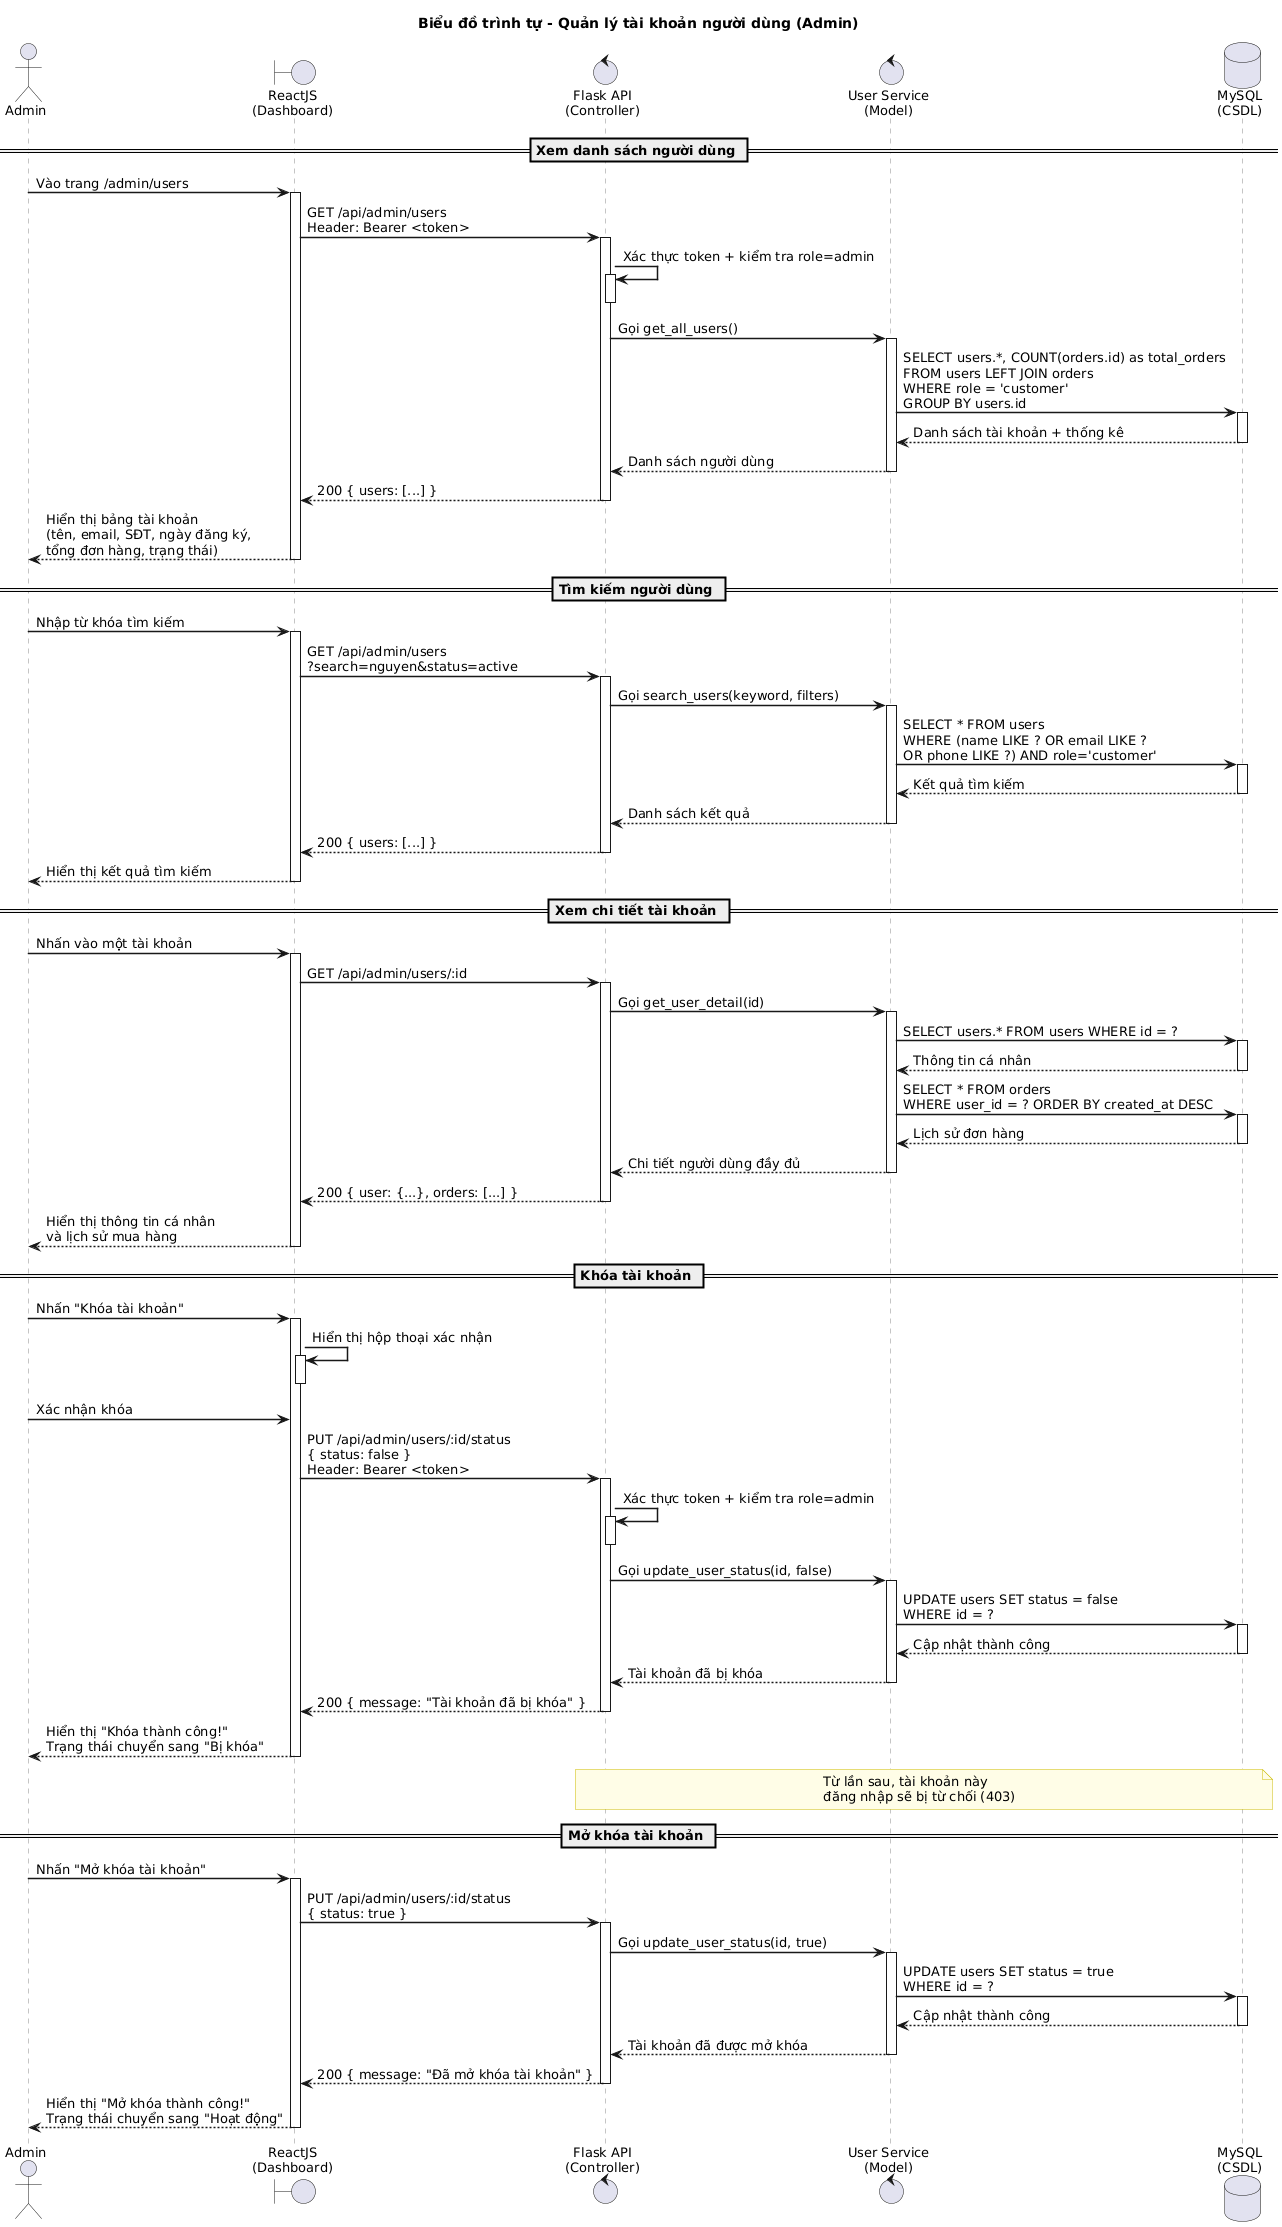 Biểu đồ trình tự - Quản lý tài khoản người dùng (Admin)
Admin
ReactJS
(Dashboard)
Flask API
(Controller)
User Service
(Model)
MySQL
(CSDL)
Xem danh sách người dùng
Vào trang /admin/users
GET /api/admin/users
Header: Bearer <token>
Xác thực token + kiểm tra role=admin
Gọi get_all_users()
SELECT users.*, COUNT(orders.id) as total_orders
FROM users LEFT JOIN orders
WHERE role = 'customer'
GROUP BY users.id
Danh sách tài khoản + thống kê
Danh sách người dùng
200 { users: [...] }
Hiển thị bảng tài khoản
(tên, email, SĐT, ngày đăng ký,
tổng đơn hàng, trạng thái)
Tìm kiếm người dùng
Nhập từ khóa tìm kiếm
GET /api/admin/users
?search=nguyen&status=active
Gọi search_users(keyword, filters)
SELECT * FROM users
WHERE (name LIKE ? OR email LIKE ?
OR phone LIKE ?) AND role='customer'
Kết quả tìm kiếm
Danh sách kết quả
200 { users: [...] }
Hiển thị kết quả tìm kiếm
Xem chi tiết tài khoản
Nhấn vào một tài khoản
GET /api/admin/users/:id
Gọi get_user_detail(id)
SELECT users.* FROM users WHERE id = ?
Thông tin cá nhân
SELECT * FROM orders
WHERE user_id = ? ORDER BY created_at DESC
Lịch sử đơn hàng
Chi tiết người dùng đầy đủ
200 { user: {...}, orders: [...] }
Hiển thị thông tin cá nhân
và lịch sử mua hàng
Khóa tài khoản
Nhấn "Khóa tài khoản"
Hiển thị hộp thoại xác nhận
Xác nhận khóa
PUT /api/admin/users/:id/status
{ status: false }
Header: Bearer <token>
Xác thực token + kiểm tra role=admin
Gọi update_user_status(id, false)
UPDATE users SET status = false
WHERE id = ?
Cập nhật thành công
Tài khoản đã bị khóa
200 { message: "Tài khoản đã bị khóa" }
Hiển thị "Khóa thành công!"
Trạng thái chuyển sang "Bị khóa"
Từ lần sau, tài khoản này
đăng nhập sẽ bị từ chối (403)
Mở khóa tài khoản
Nhấn "Mở khóa tài khoản"
PUT /api/admin/users/:id/status
{ status: true }
Gọi update_user_status(id, true)
UPDATE users SET status = true
WHERE id = ?
Cập nhật thành công
Tài khoản đã được mở khóa
200 { message: "Đã mở khóa tài khoản" }
Hiển thị "Mở khóa thành công!"
Trạng thái chuyển sang "Hoạt động"
Admin
ReactJS
(Dashboard)
Flask API
(Controller)
User Service
(Model)
MySQL
(CSDL)